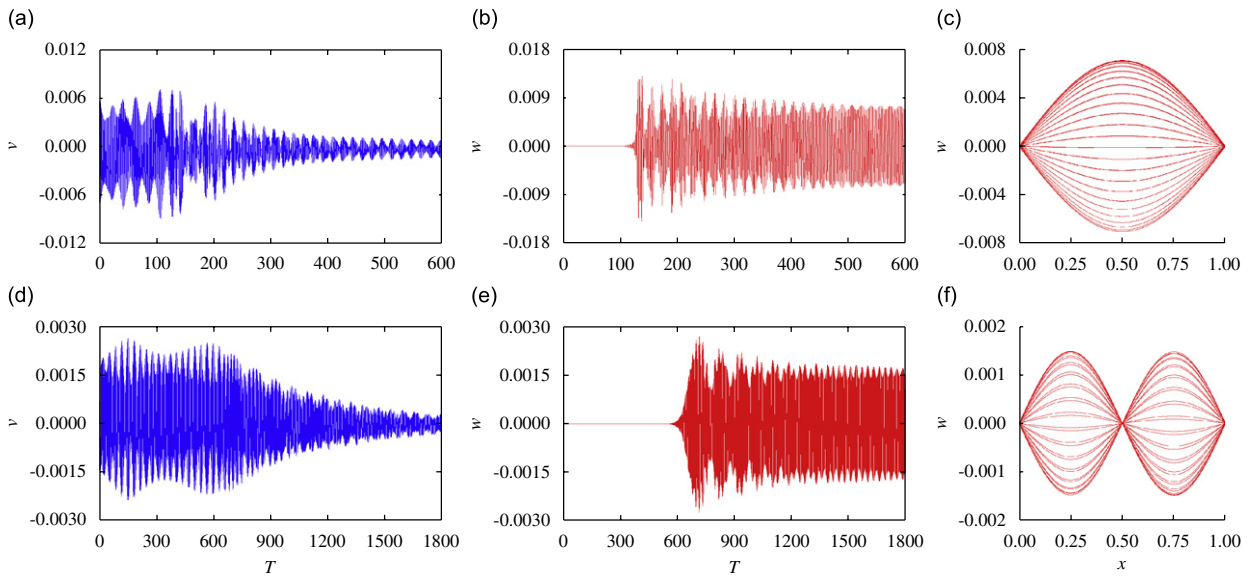 (a)
v
0.012
0.006
0.000
-0.006
-0.012
0 100 200 300 400 500 600
(b)
w
0.018
0.009
0.000
-0.009
-0.018
0 100 200 300 400 500 600
(c)
w
0.008
0.004
0.000
-0.004
-0.008
0.00 0.25 0.50 0.75 1.00
(d)
v
0.0030
0.0015
0.0000
-0.0015
-0.0030
0 300 600 900 1200 1500 1800
T
(e)
w
0.0030
0.0015
0.0000
-0.0015
-0.0030
0 300 600 900 1200 1500 1800
T
(f)
w
0.002
0.001
0.000
-0.001
-0.002
0.00 0.25 0.50 0.75 1.00
x